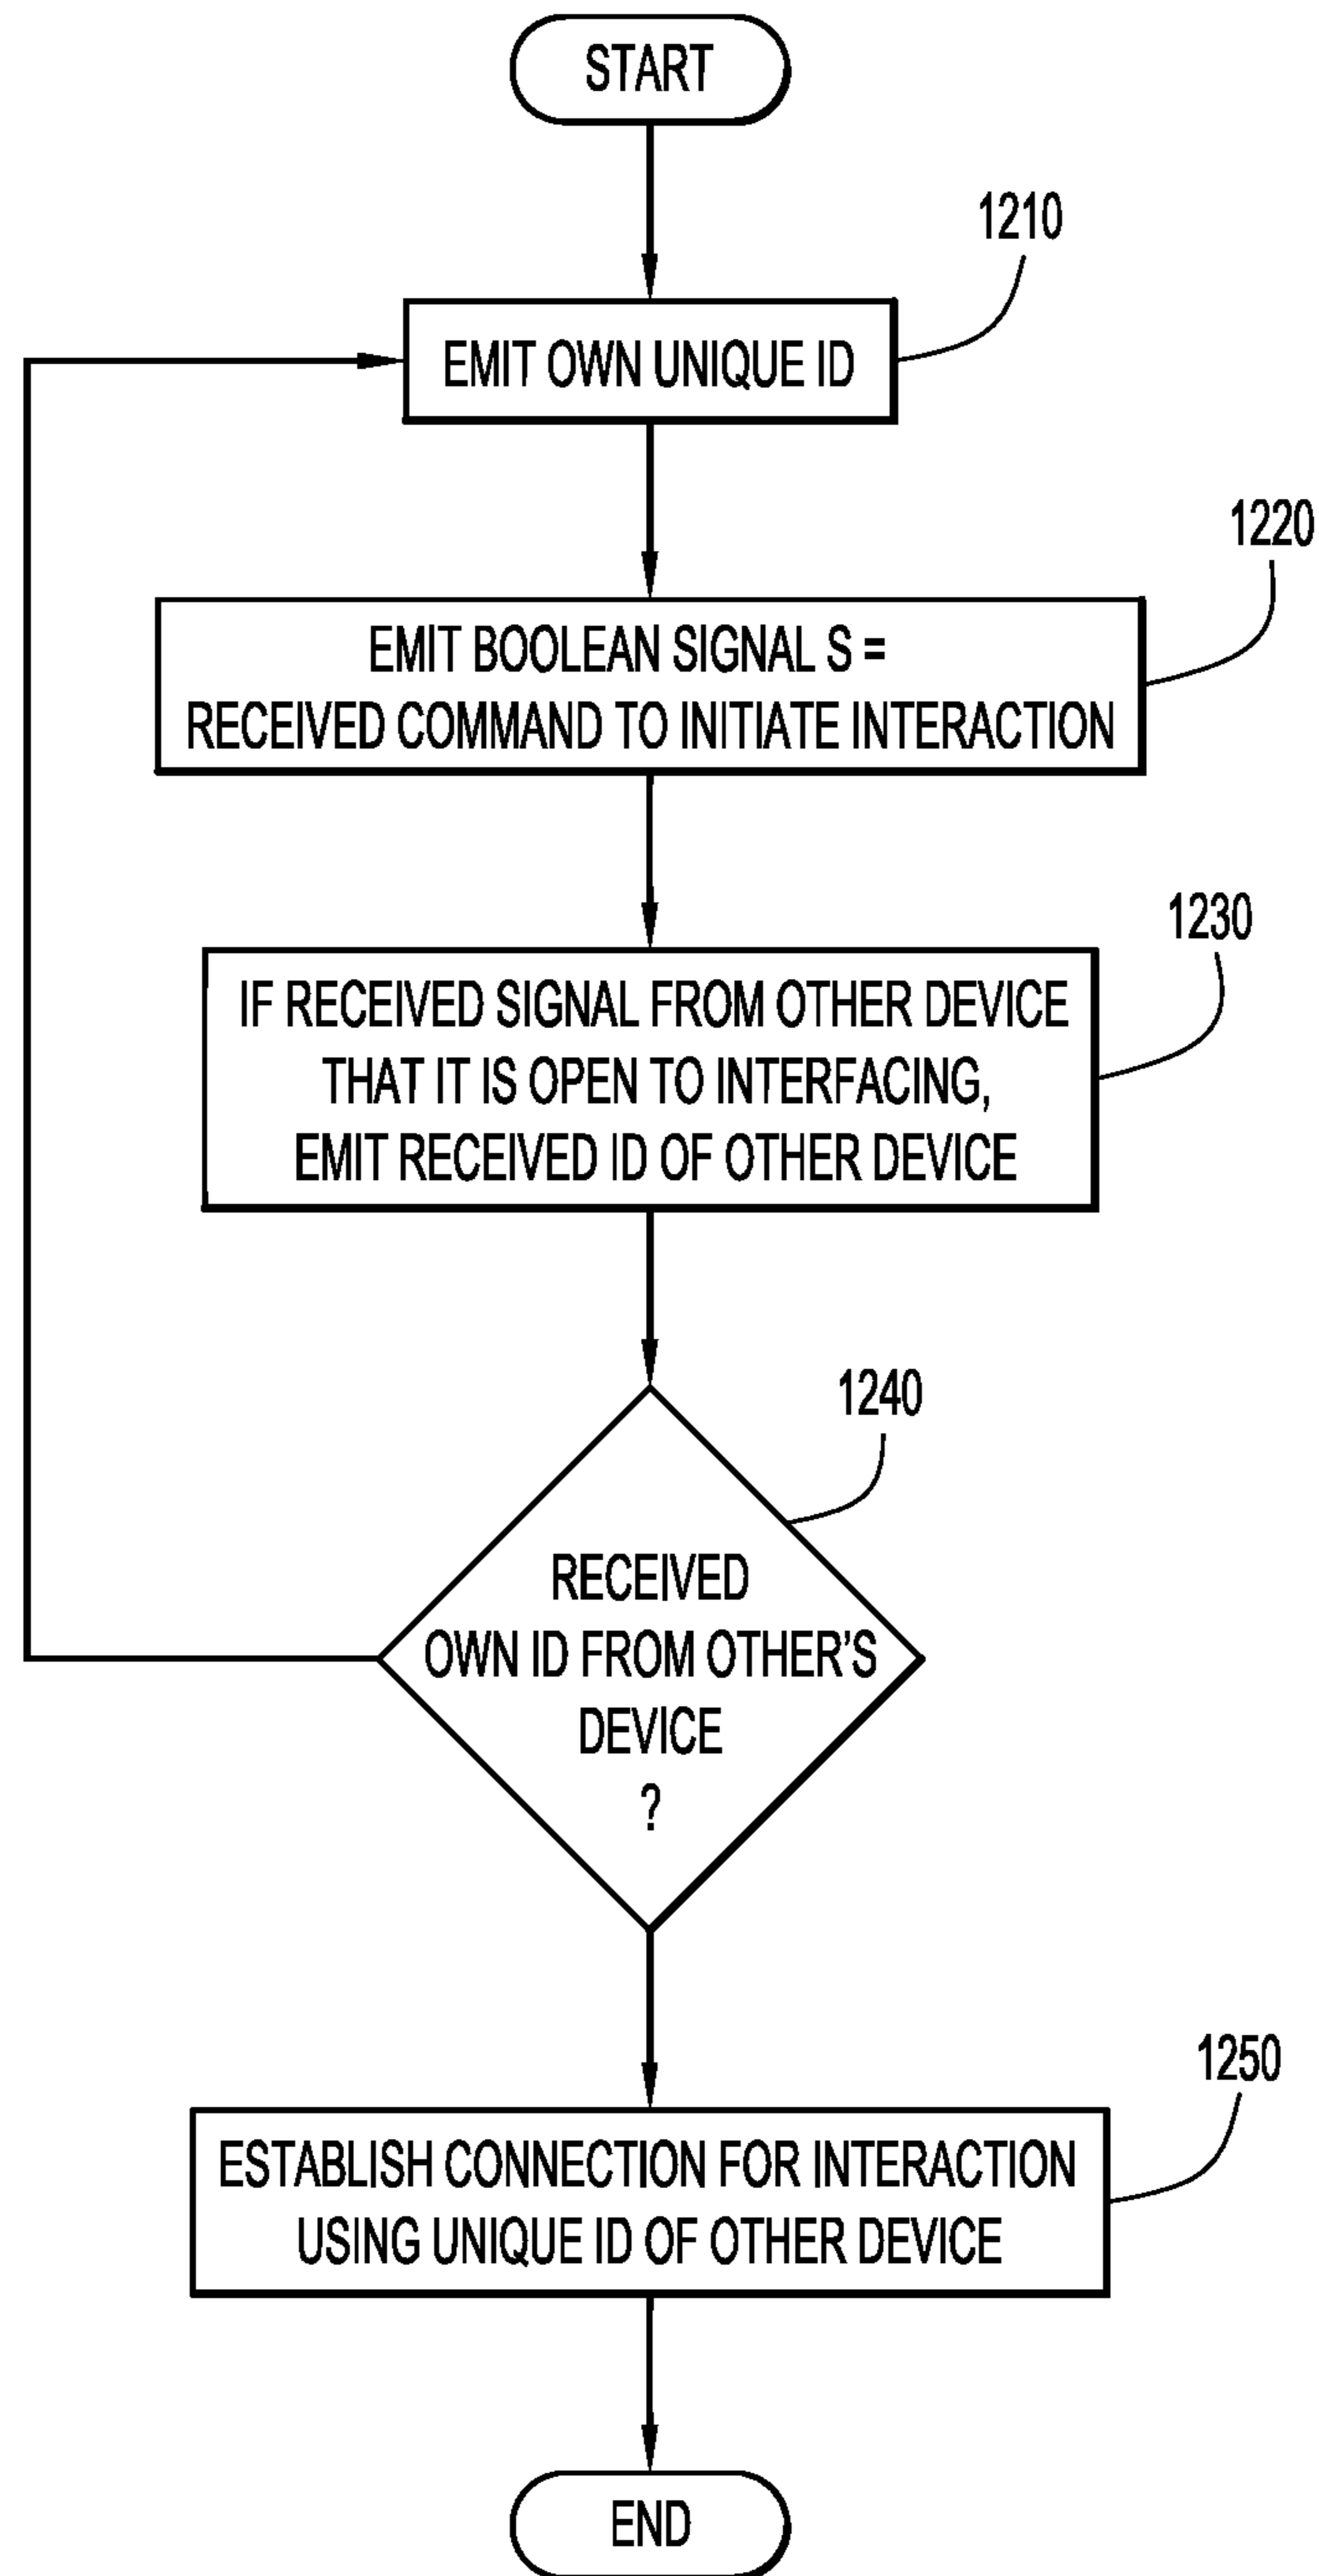 START
1210
EMIT OWN UNIQUE ID
1220
EMIT BOOLEAN SIGNAL S =
RECEIVED COMMAND TO INITIATE INTERACTION
1230
IF RECEIVED SIGNAL FROM OTHER DEVICE
THAT IT IS OPEN TO INTERFACING,
EMIT RECEIVED ID OF OTHER DEVICE
1240
RECEIVED
OWN ID FROM OTHER'S
DEVICE
?
1250
ESTABLISH CONNECTION FOR INTERACTION
USING UNIQUE ID OF OTHER DEVICE
END